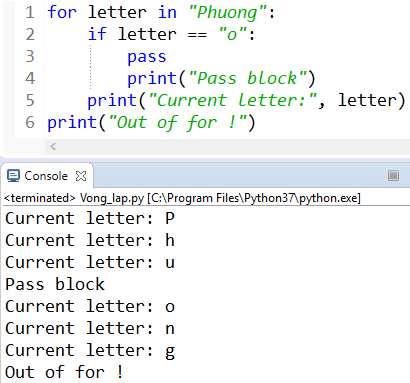 1 for letter in "Phuong":
2     if letter == "o":
3         pass
4         print("Pass block")
5     print("Current letter:", letter)
6 print("Out of for !")
Console
<terminated> Vong_lap.py [C:\Program Files\Python37\python.exe]
Current letter: P
Current letter: h
Current letter: u
Pass block
Current letter: o
Current letter: n
Current letter: g
Out of for !